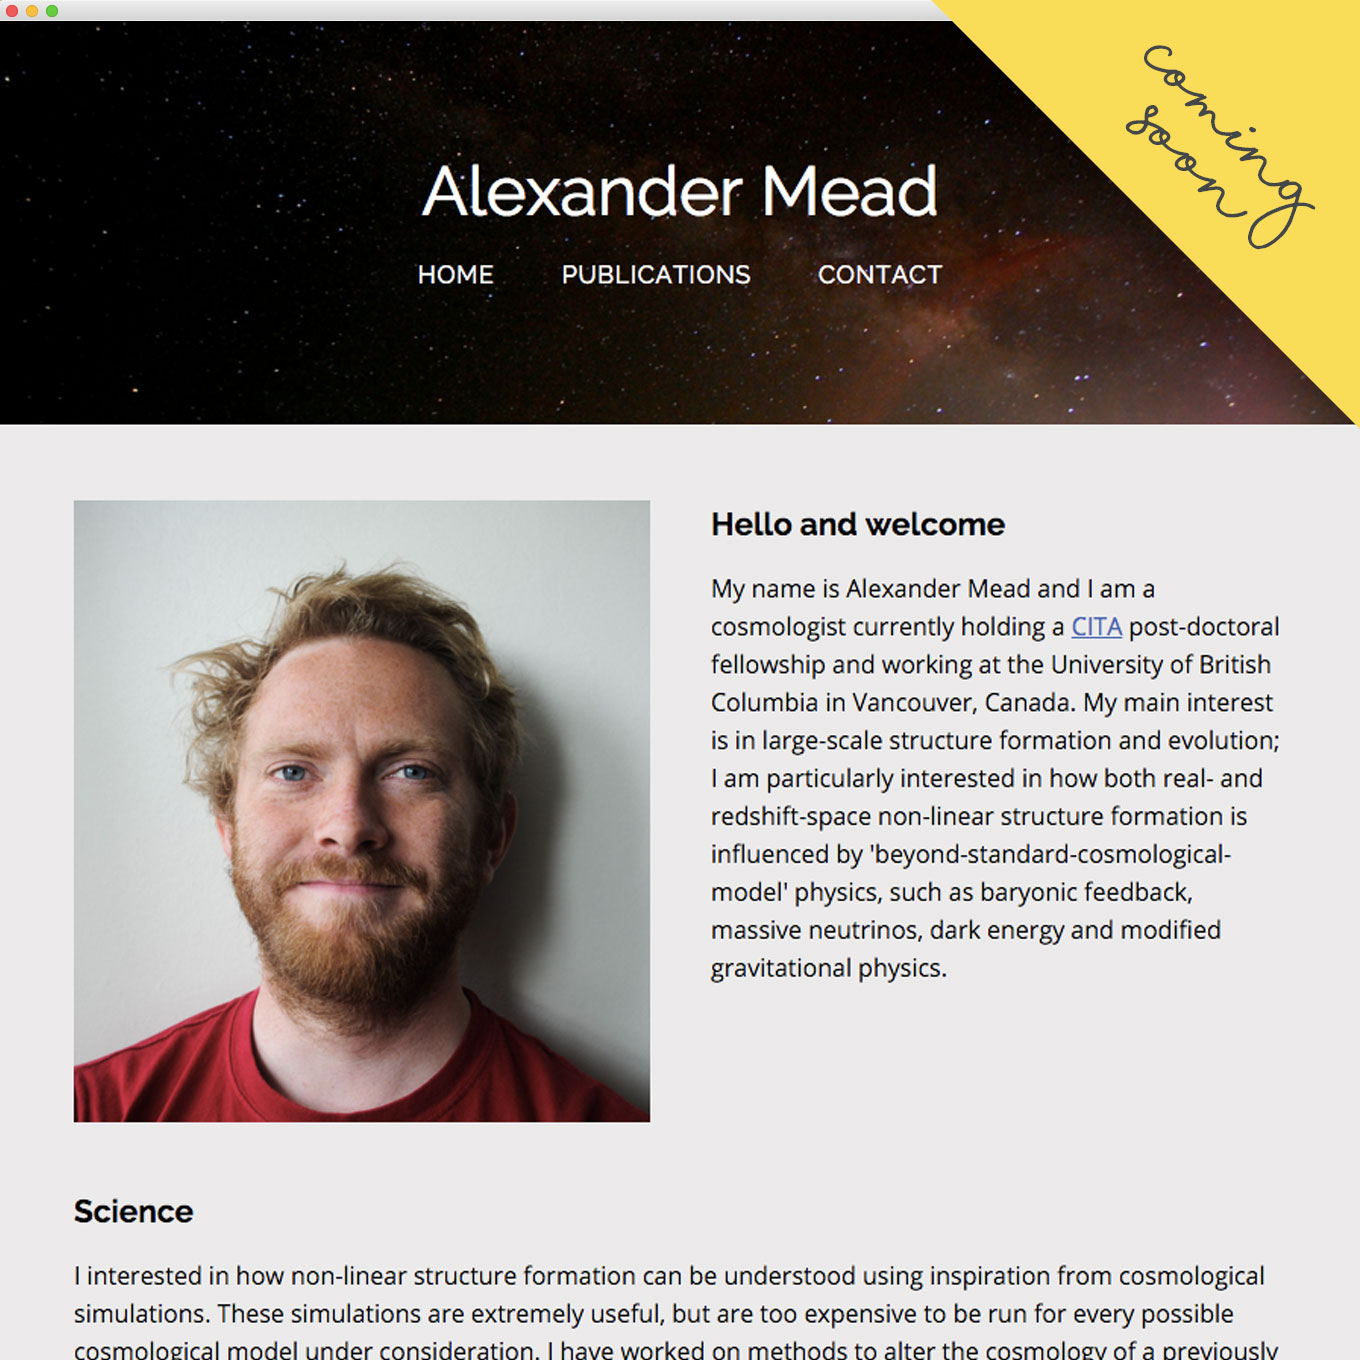 coming
soon
Alexander Mead
HOME PUBLICATIONS CONTACT
Hello and welcome
My name is Alexander Mead and I am a
cosmologist currently holding a CITA post-doctoral
fellowship and working at the University of British
Columbia in Vancouver, Canada. My main interest
is in large-scale structure formation and evolution;
I am particularly interested in how both real- and
redshift-space non-linear structure formation is
influenced by 'beyond-standard-cosmological-
model' physics, such as baryonic feedback,
massive neutrinos, dark energy and modified
gravitational physics.
Science
I interested in how non-linear structure formation can be understood using inspiration from cosmological
simulations. These simulations are extremely useful, but are too expensive to be run for every possible
cosmological model under consideration. I have worked on methods to alter the cosmology of a previously